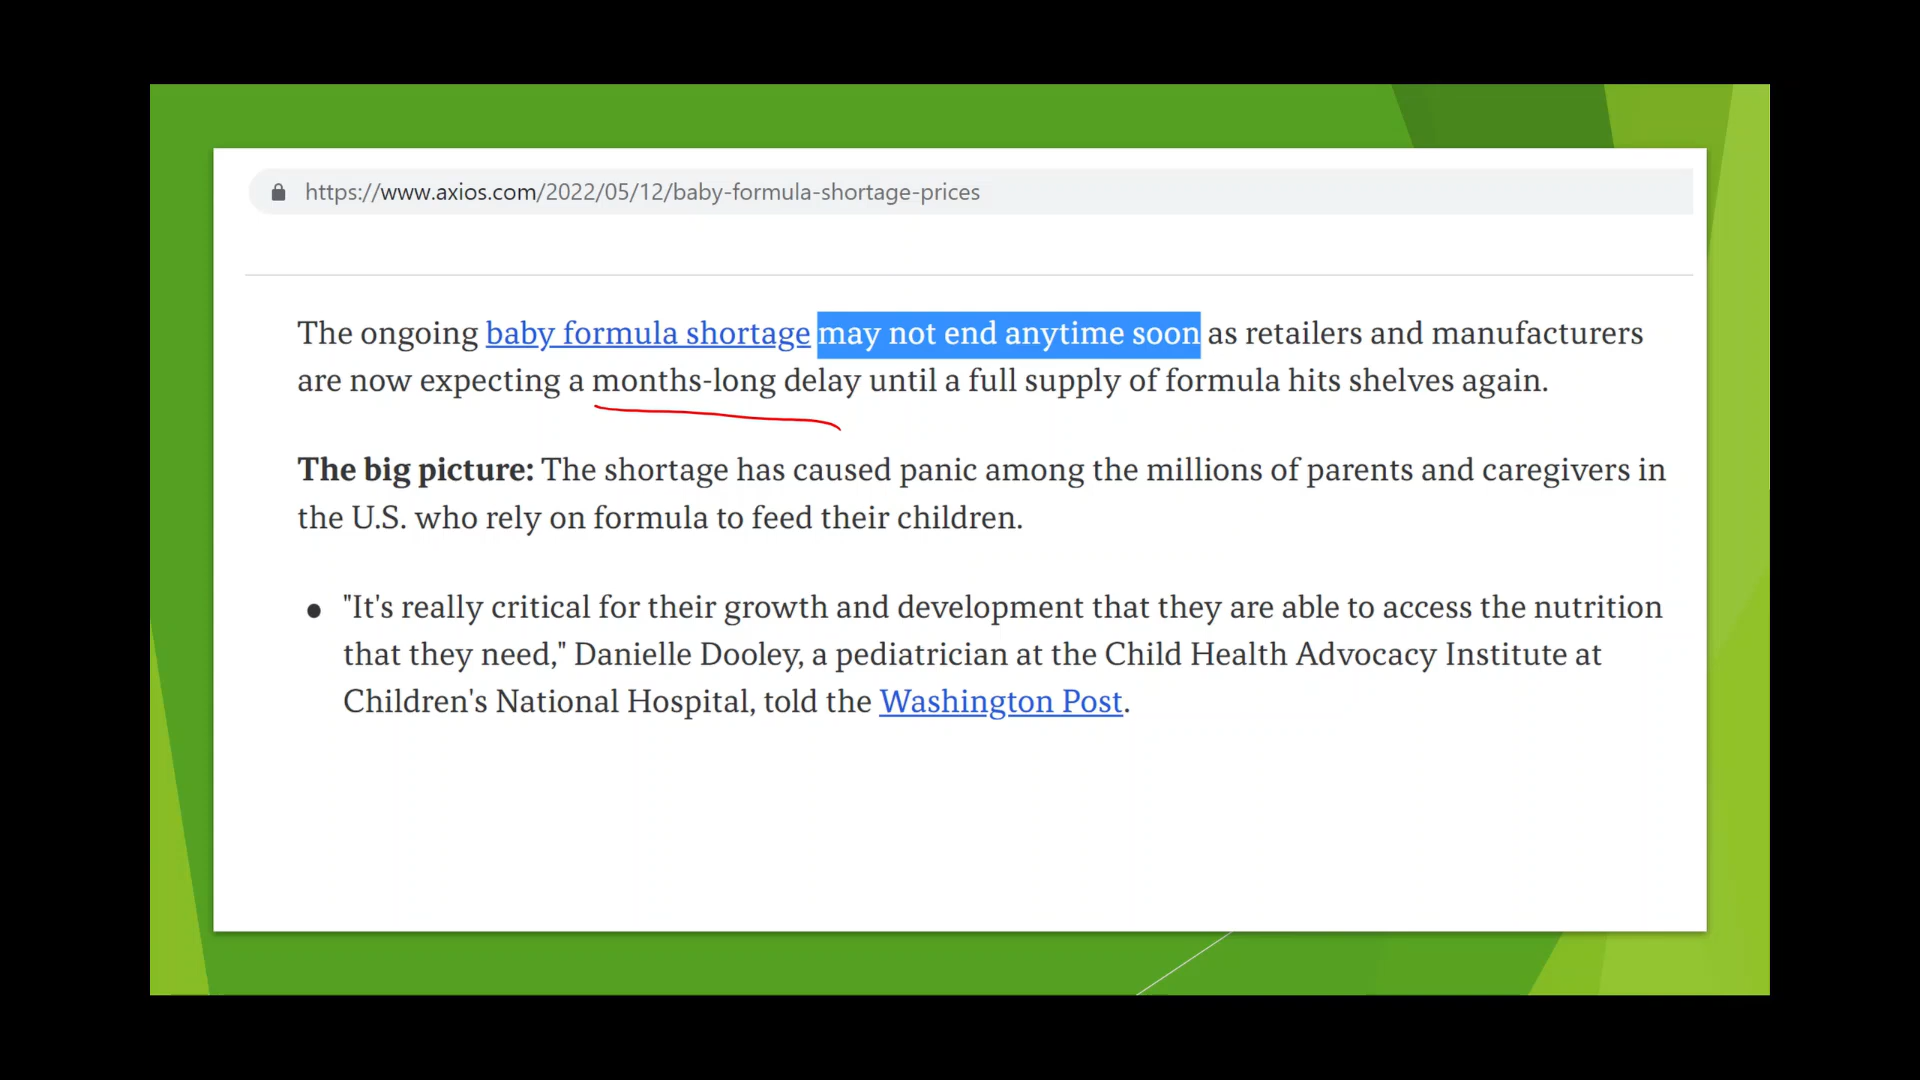 https://www.axios.com/2022/05/12/baby-formula-shortage-prices
The ongoing baby formula shortage may not end anytime soon as retailers and manufacturers
are now expecting a months-long delay until a full supply of formula hits shelves again.
The big picture: The shortage has caused panic among the millions of parents and caregivers in
the U.S. who rely on formula to feed their children.
● "It's really critical for their growth and development that they are able to access the nutrition
that they need," Danielle Dooley, a pediatrician at the Child Health Advocacy Institute at
Children's National Hospital, told the Washington Post.